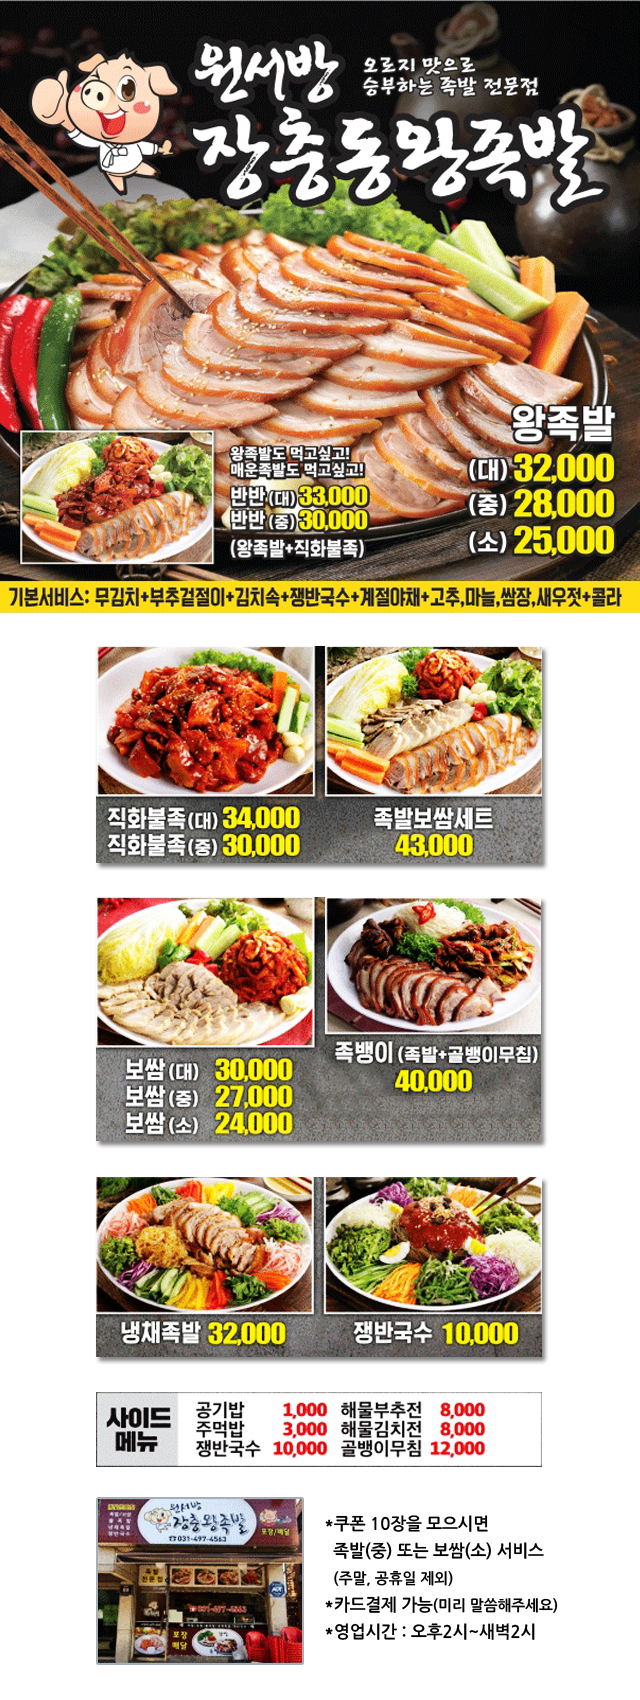 원서방
오로지 맛으로
승부하는 족발 전문점
장충동왕족발
왕족발
(대) 32,000
(중) 28,000
(소) 25,000
왕족발도 먹고싶고!
매운족발도 먹고싶고!
반반(대) 33,000
반반(중) 30,000
(왕족발+직화불족)
기본서비스: 무김치+부추겉절이+김치속+쟁반국수+계절야채+고추,마늘,쌈장,새우젓+콜라
직화불족(대) 34,000
직화불족(중) 30,000
족발보쌈세트
43,000
보쌈(대) 30,000
보쌈(중) 27,000
보쌈(소) 24,000
족뱅이 (족발+골뱅이무침)
40,000
냉채족발 32,000
쟁반국수 10,000
사이드
메뉴
공기밥 1,000 해물부추전 8,000
주먹밥 3,000 해물김치전 8,000
쟁반국수 10,000 골뱅이무침 12,000
원서방
장충왕족발
포장/배달
☎031-497-4563
031-497-4563
포장
배달
*쿠폰 10장을 모으시면
족발(중) 또는 보쌈(소) 서비스
(주말, 공휴일 제외)
*카드결제 가능(미리 말씀해주세요)
*영업시간 : 오후2시~새벽2시